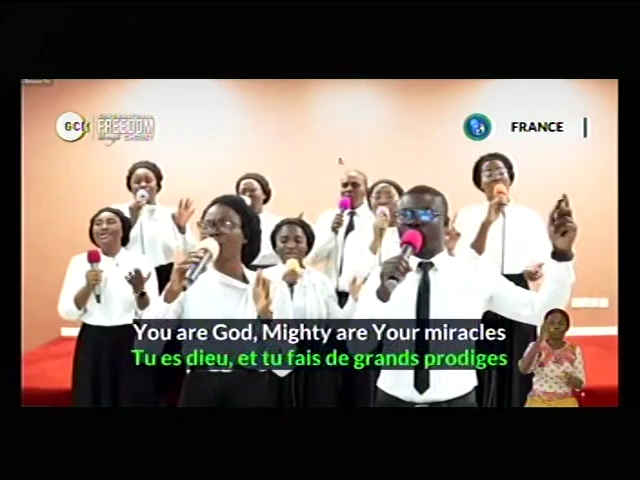 GCK
FREEDOM
FRANCE
You are God, Mighty are Your miracles
Tu es dieu, et tu fais de grands prodiges